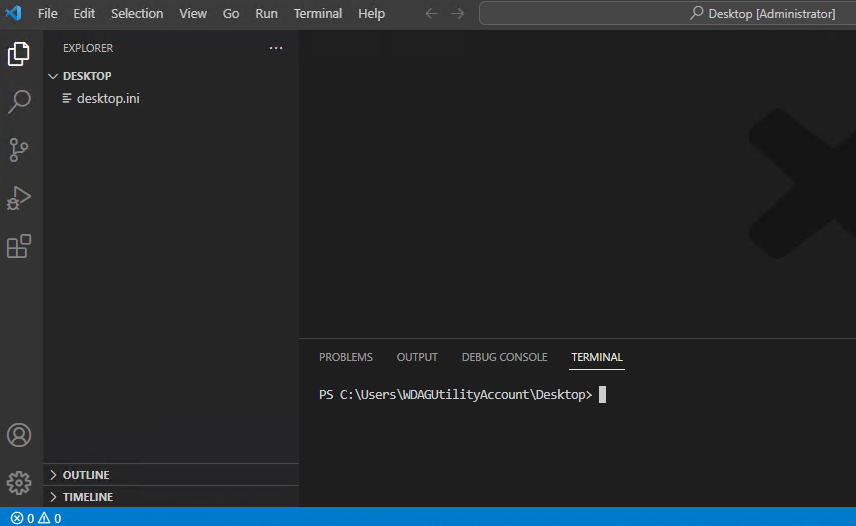 File Edit Selection View Go Run Terminal Help Desktop [Administrator]
EXPLORER
DESKTOP
desktop.ini
PROBLEMS OUTPUT DEBUG CONSOLE TERMINAL
PS C:\Users\WDAGUtilityAccount\Desktop>
OUTLINE
TIMELINE
0 0